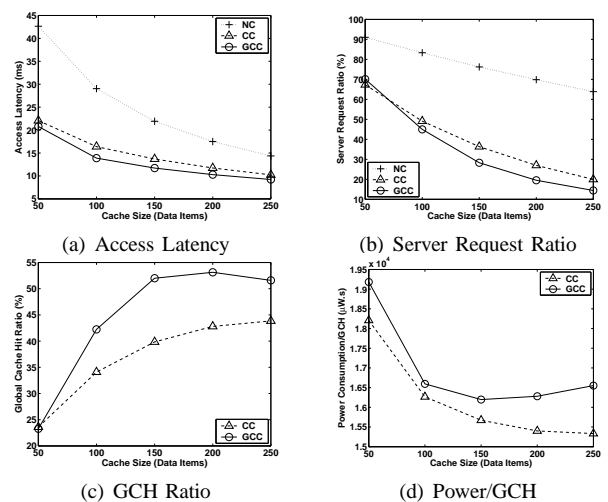 45
40
35
30
25
20
15
10
5
50 100 150 200 250
Access Latency (ms)
Cache Size (Data Items)
NC
CC
GCC
(a) Access Latency
100
90
80
70
60
50
40
30
20
10
50 100 150 200 250
Server Request Ratio (%)
Cache Size (Data Items)
NC
CC
GCC
(b) Server Request Ratio
55
50
45
40
35
30
25
20
50 100 150 200 250
Global Cache Hit Ratio (%)
Cache Size (Data Items)
CC
GCC
(c) GCH Ratio
x 10⁴
1.95
1.9
1.85
1.8
1.75
1.7
1.65
1.6
1.55
1.5
50 100 150 200 250
Power Consumption/GCH (μW.s)
Cache Size (Data Items)
CC
GCC
(d) Power/GCH